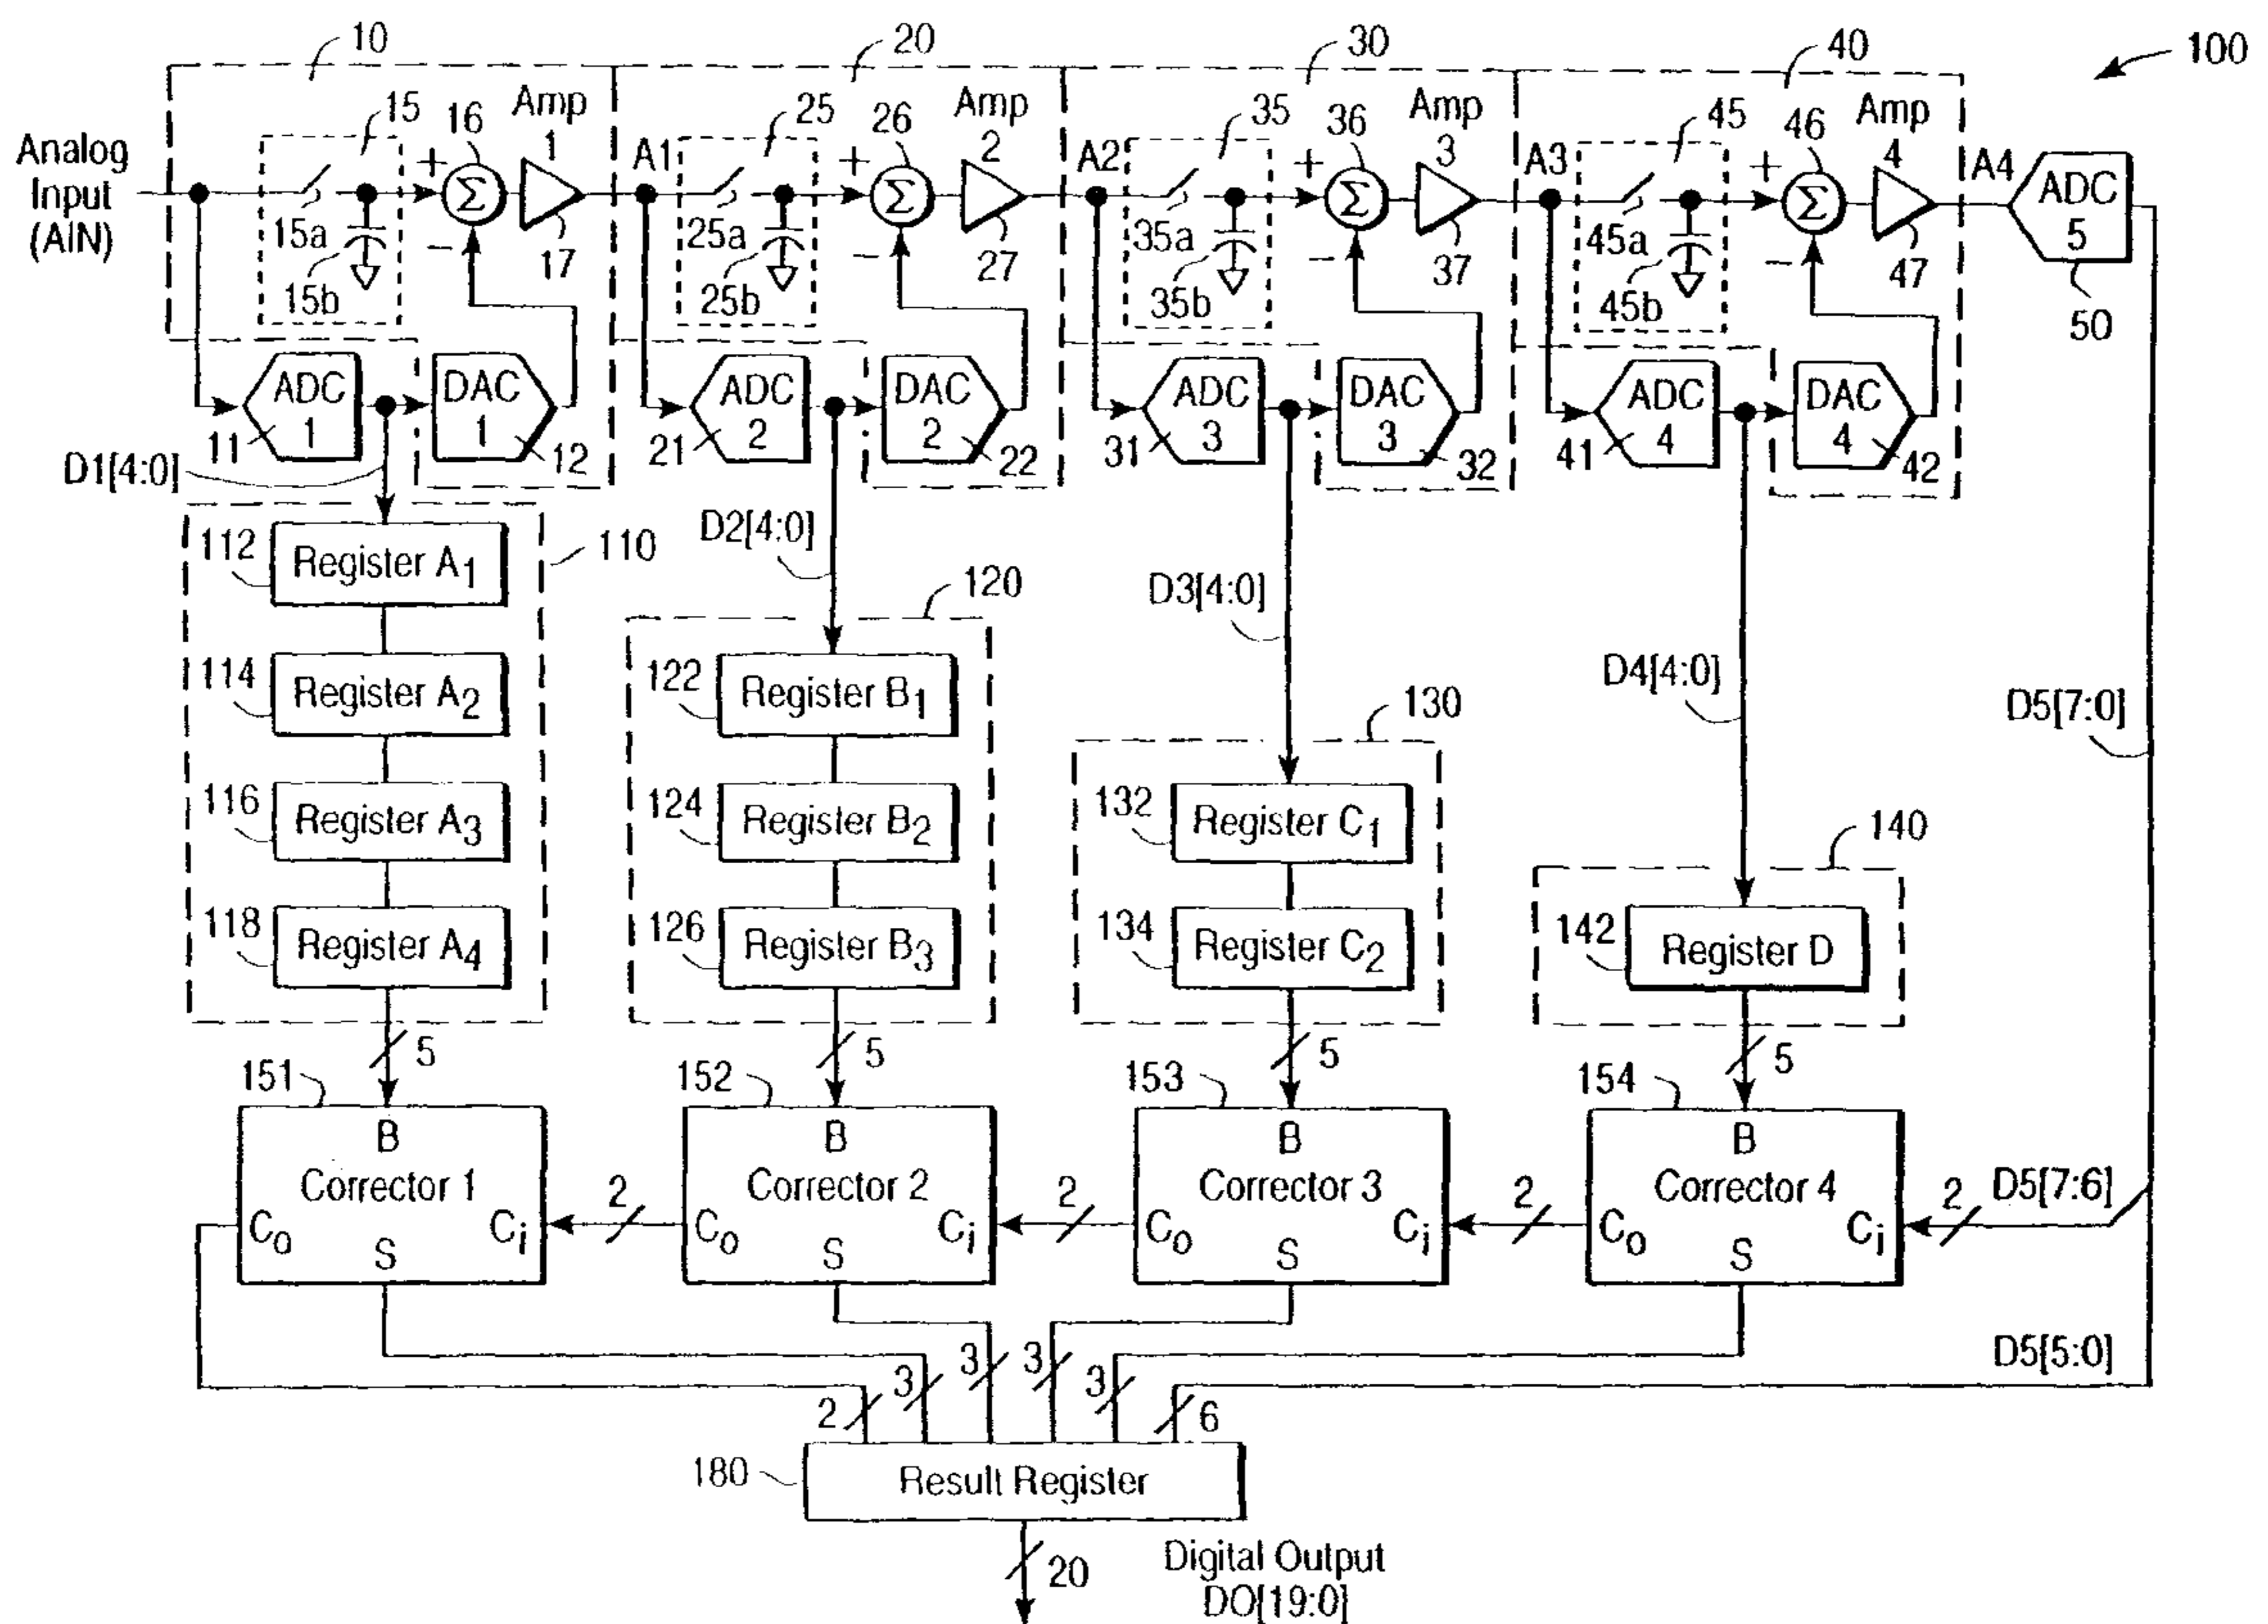 10
20
30
40
100
Analog
Input
(AIN)
15
16
Amp
1
A1
25
26
Amp
2
A2
35
36
Amp
3
A3
45
46
Amp
4
A4
ADC
5
+
Σ
−
15a
15b
17
+
Σ
−
25a
25b
27
+
Σ
−
35a
35b
37
+
Σ
−
45a
45b
47
50
ADC
1
11
DAC
1
12
ADC
2
21
DAC
2
22
ADC
3
31
DAC
3
32
ADC
4
41
DAC
4
42
D1[4:0]
D2[4:0]
D3[4:0]
D4[4:0]
D5[7:0]
110
112
Register A1
114
Register A2
116
Register A3
118
Register A4
120
122
Register B1
124
Register B2
126
Register B3
130
132
Register C1
134
Register C2
140
142
Register D
5
5
5
5
151
B
Corrector 1
Co
Ci
S
2
152
B
Corrector 2
Co
Ci
S
2
153
B
Corrector 3
Co
Ci
S
2
154
B
Corrector 4
Co
Ci
S
2
D5[7:6]
D5[5:0]
2
3
3
3
3
6
180
Result Register
20
Digital Output
DO[19:0]